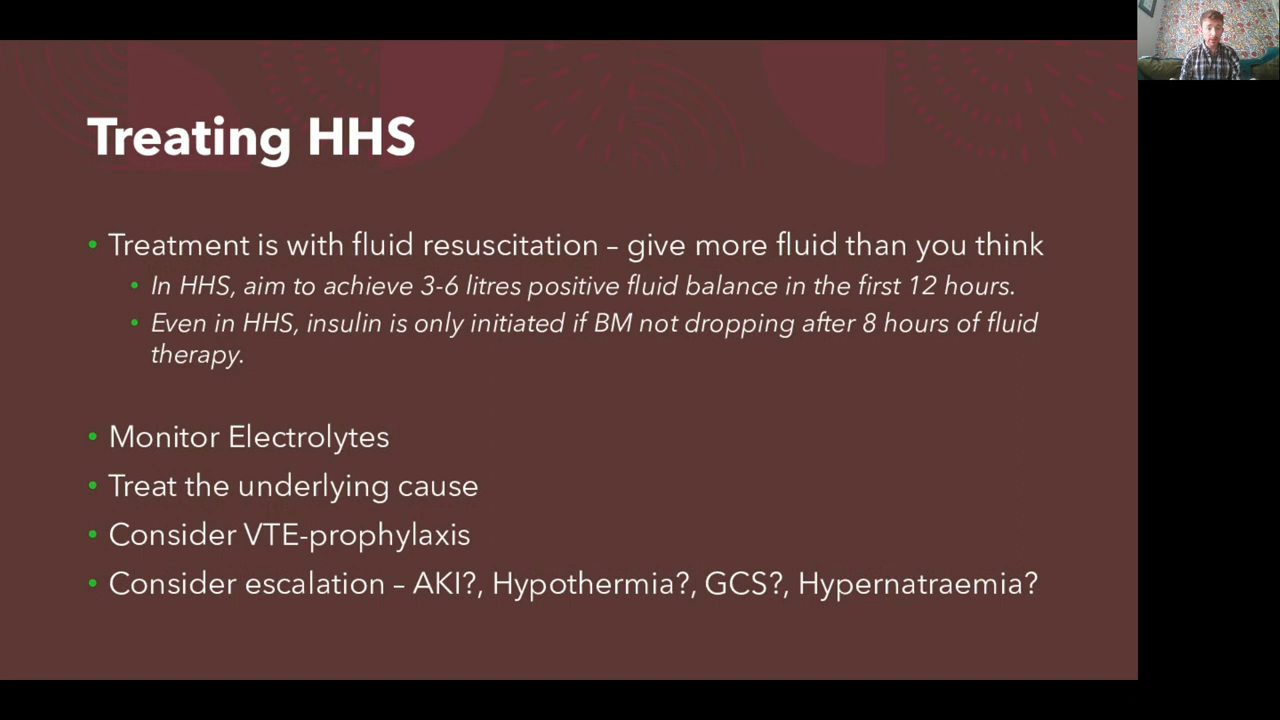 Treating HHS
• Treatment is with fluid resuscitation – give more fluid than you think
• In HHS, aim to achieve 3-6 litres positive fluid balance in the first 12 hours.
• Even in HHS, insulin is only initiated if BM not dropping after 8 hours of fluid
therapy.
• Monitor Electrolytes
• Treat the underlying cause
• Consider VTE-prophylaxis
• Consider escalation – AKI?, Hypothermia?, GCS?, Hypernatraemia?